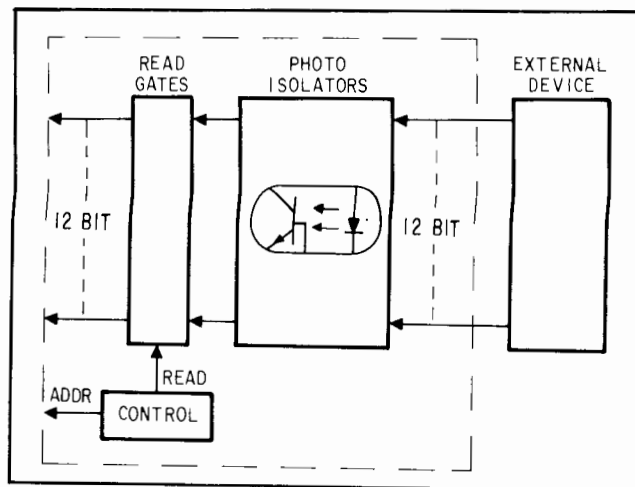 READ
GATES
PHOTO
ISOLATORS
EXTERNAL
DEVICE
12 BIT
12 BIT
READ
ADDR
CONTROL